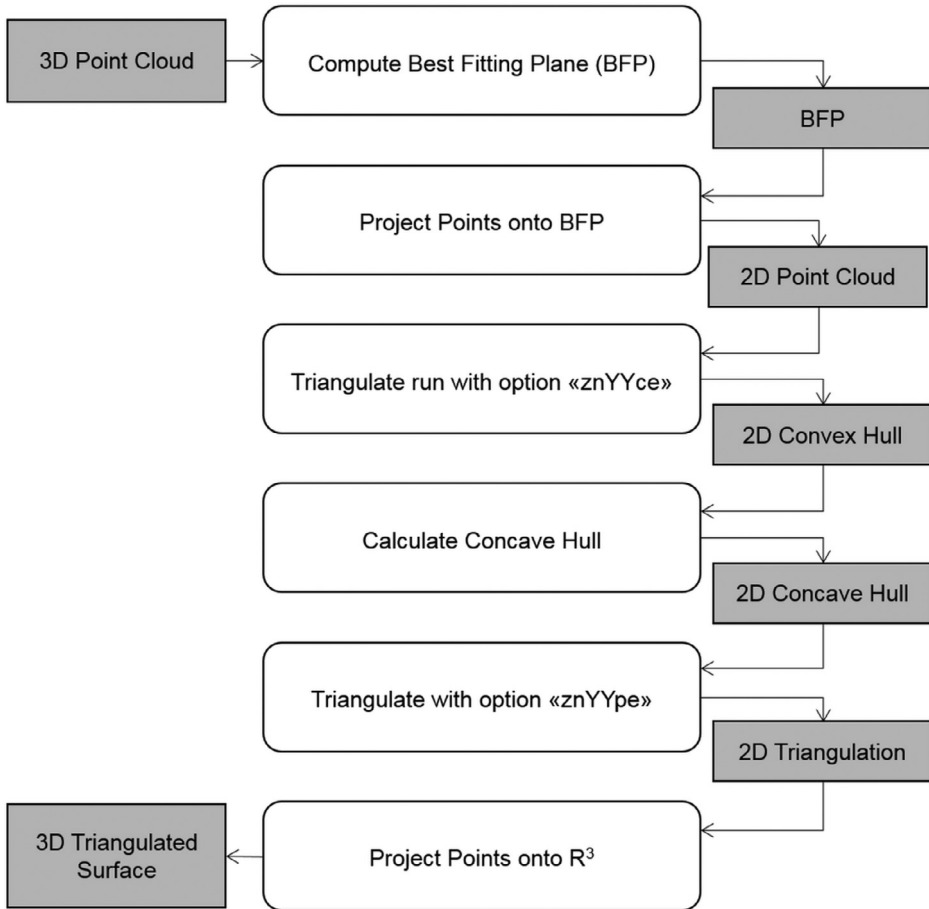 3D Point Cloud
Compute Best Fitting Plane (BFP)
BFP
Project Points onto BFP
2D Point Cloud
Triangulate run with option «znYYce»
2D Convex Hull
Calculate Concave Hull
2D Concave Hull
Triangulate with option «znYYpe»
2D Triangulation
Project Points onto R³
3D Triangulated
Surface